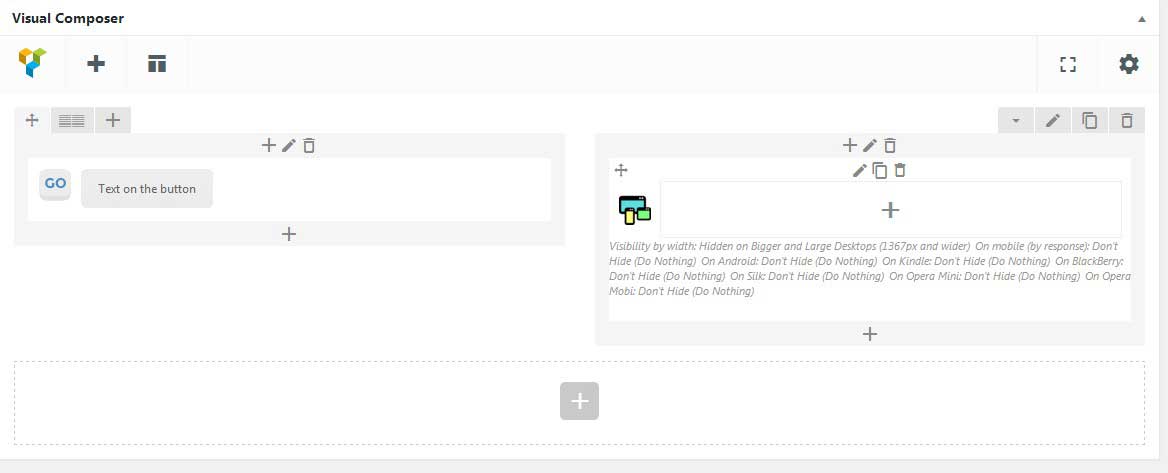 Visual Composer
GO
Text on the button
Visibility by width: Hidden on Bigger and Large Desktops (1367px and wider) On mobile (by response): Don't
Hide (Do Nothing) On Android: Don't Hide (Do Nothing) On Kindle: Don't Hide (Do Nothing) On BlackBerry:
Don't Hide (Do Nothing) On Silk: Don't Hide (Do Nothing) On Opera Mini: Don't Hide (Do Nothing) On Opera
Mobi: Don't Hide (Do Nothing)